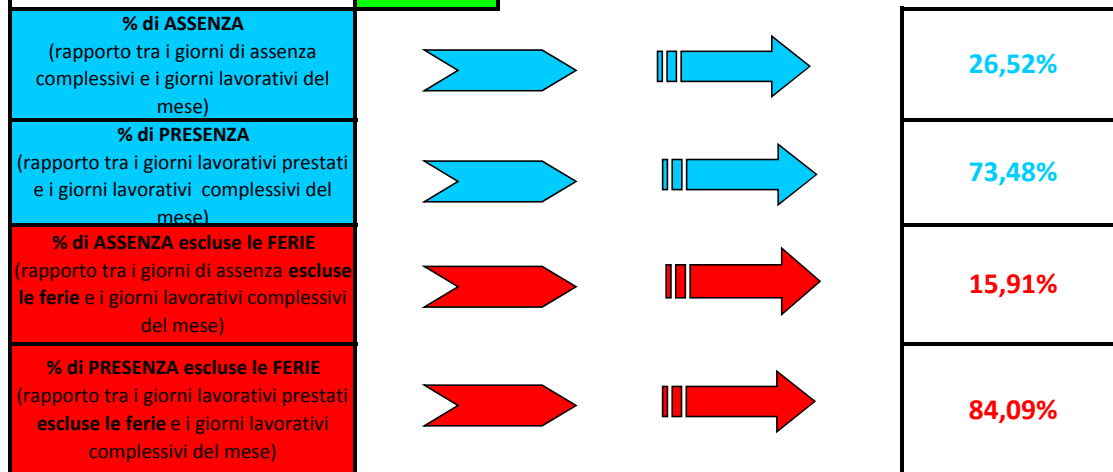 % di ASSENZA
(rapporto tra i giorni di assenza
complessivi e i giorni lavorativi del
mese)
26,52%
% di PRESENZA
(rapporto tra i giorni lavorativi prestati
e i giorni lavorativi complessivi del
mese)
73,48%
% di ASSENZA escluse le FERIE
(rapporto tra i giorni di assenza escluse
le ferie e i giorni lavorativi complessivi
del mese)
15,91%
% di PRESENZA escluse le FERIE
(rapporto tra i giorni lavorativi prestati
escluse le ferie e i giorni lavorativi
complessivi del mese)
84,09%